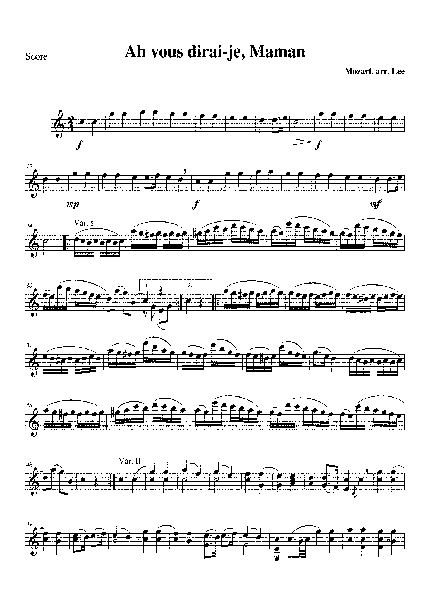 Ah vous dirai-je, Maman
Score
Mozart, arr. Lee
f
f
mp
f
mf
Var. I
1.
2.
Var. II